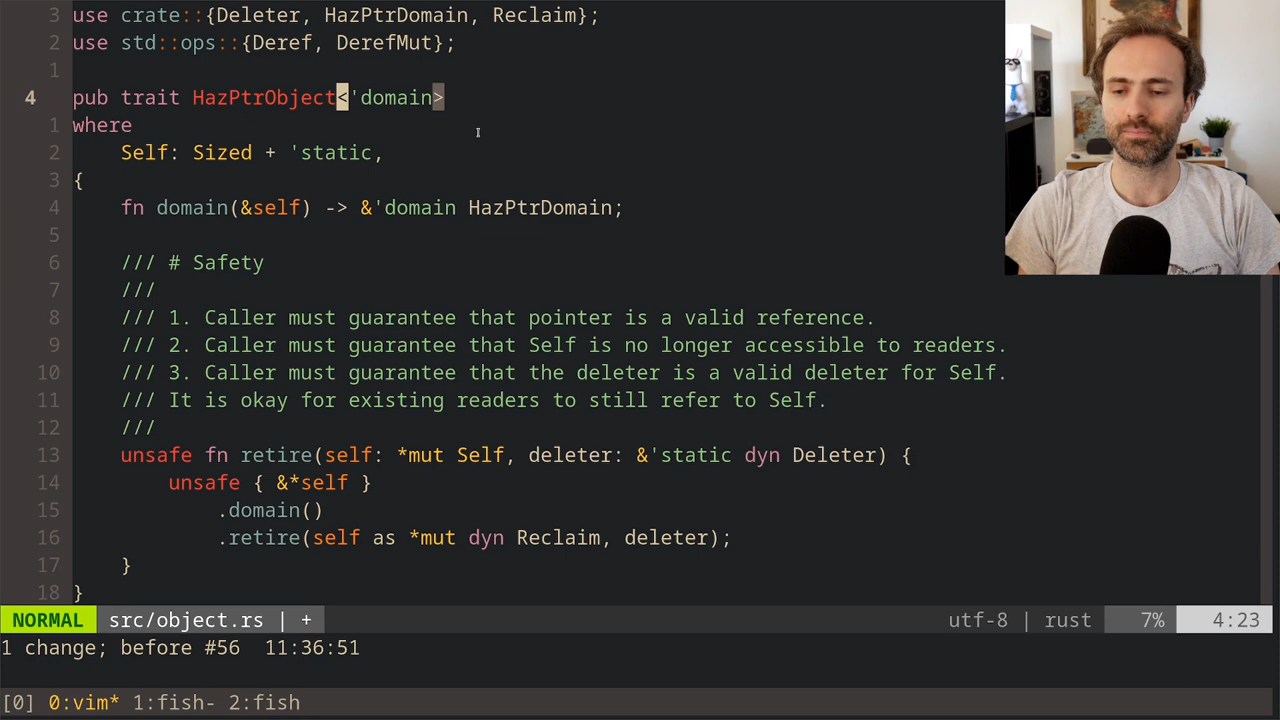 3 use crate::{Deleter, HazPtrDomain, Reclaim};
2 use std::ops::{Deref, DerefMut};
1
4 pub trait HazPtrObject<'domain>
1 where
2     Self: Sized + 'static,
3 {
4     fn domain(&self) -> &'domain HazPtrDomain;
5
6     /// # Safety
7     ///
8     /// 1. Caller must guarantee that pointer is a valid reference.
9     /// 2. Caller must guarantee that Self is no longer accessible to readers.
10     /// 3. Caller must guarantee that the deleter is a valid deleter for Self.
11     /// It is okay for existing readers to still refer to Self.
12     ///
13     unsafe fn retire(self: *mut Self, deleter: &'static dyn Deleter) {
14         unsafe { &*self }
15             .domain()
16             .retire(self as *mut dyn Reclaim, deleter);
17     }
18 }
NORMAL src/object.rs | + utf-8 | rust 7% 4:23
1 change; before #56  11:36:51
[0] 0:vim* 1:fish- 2:fish